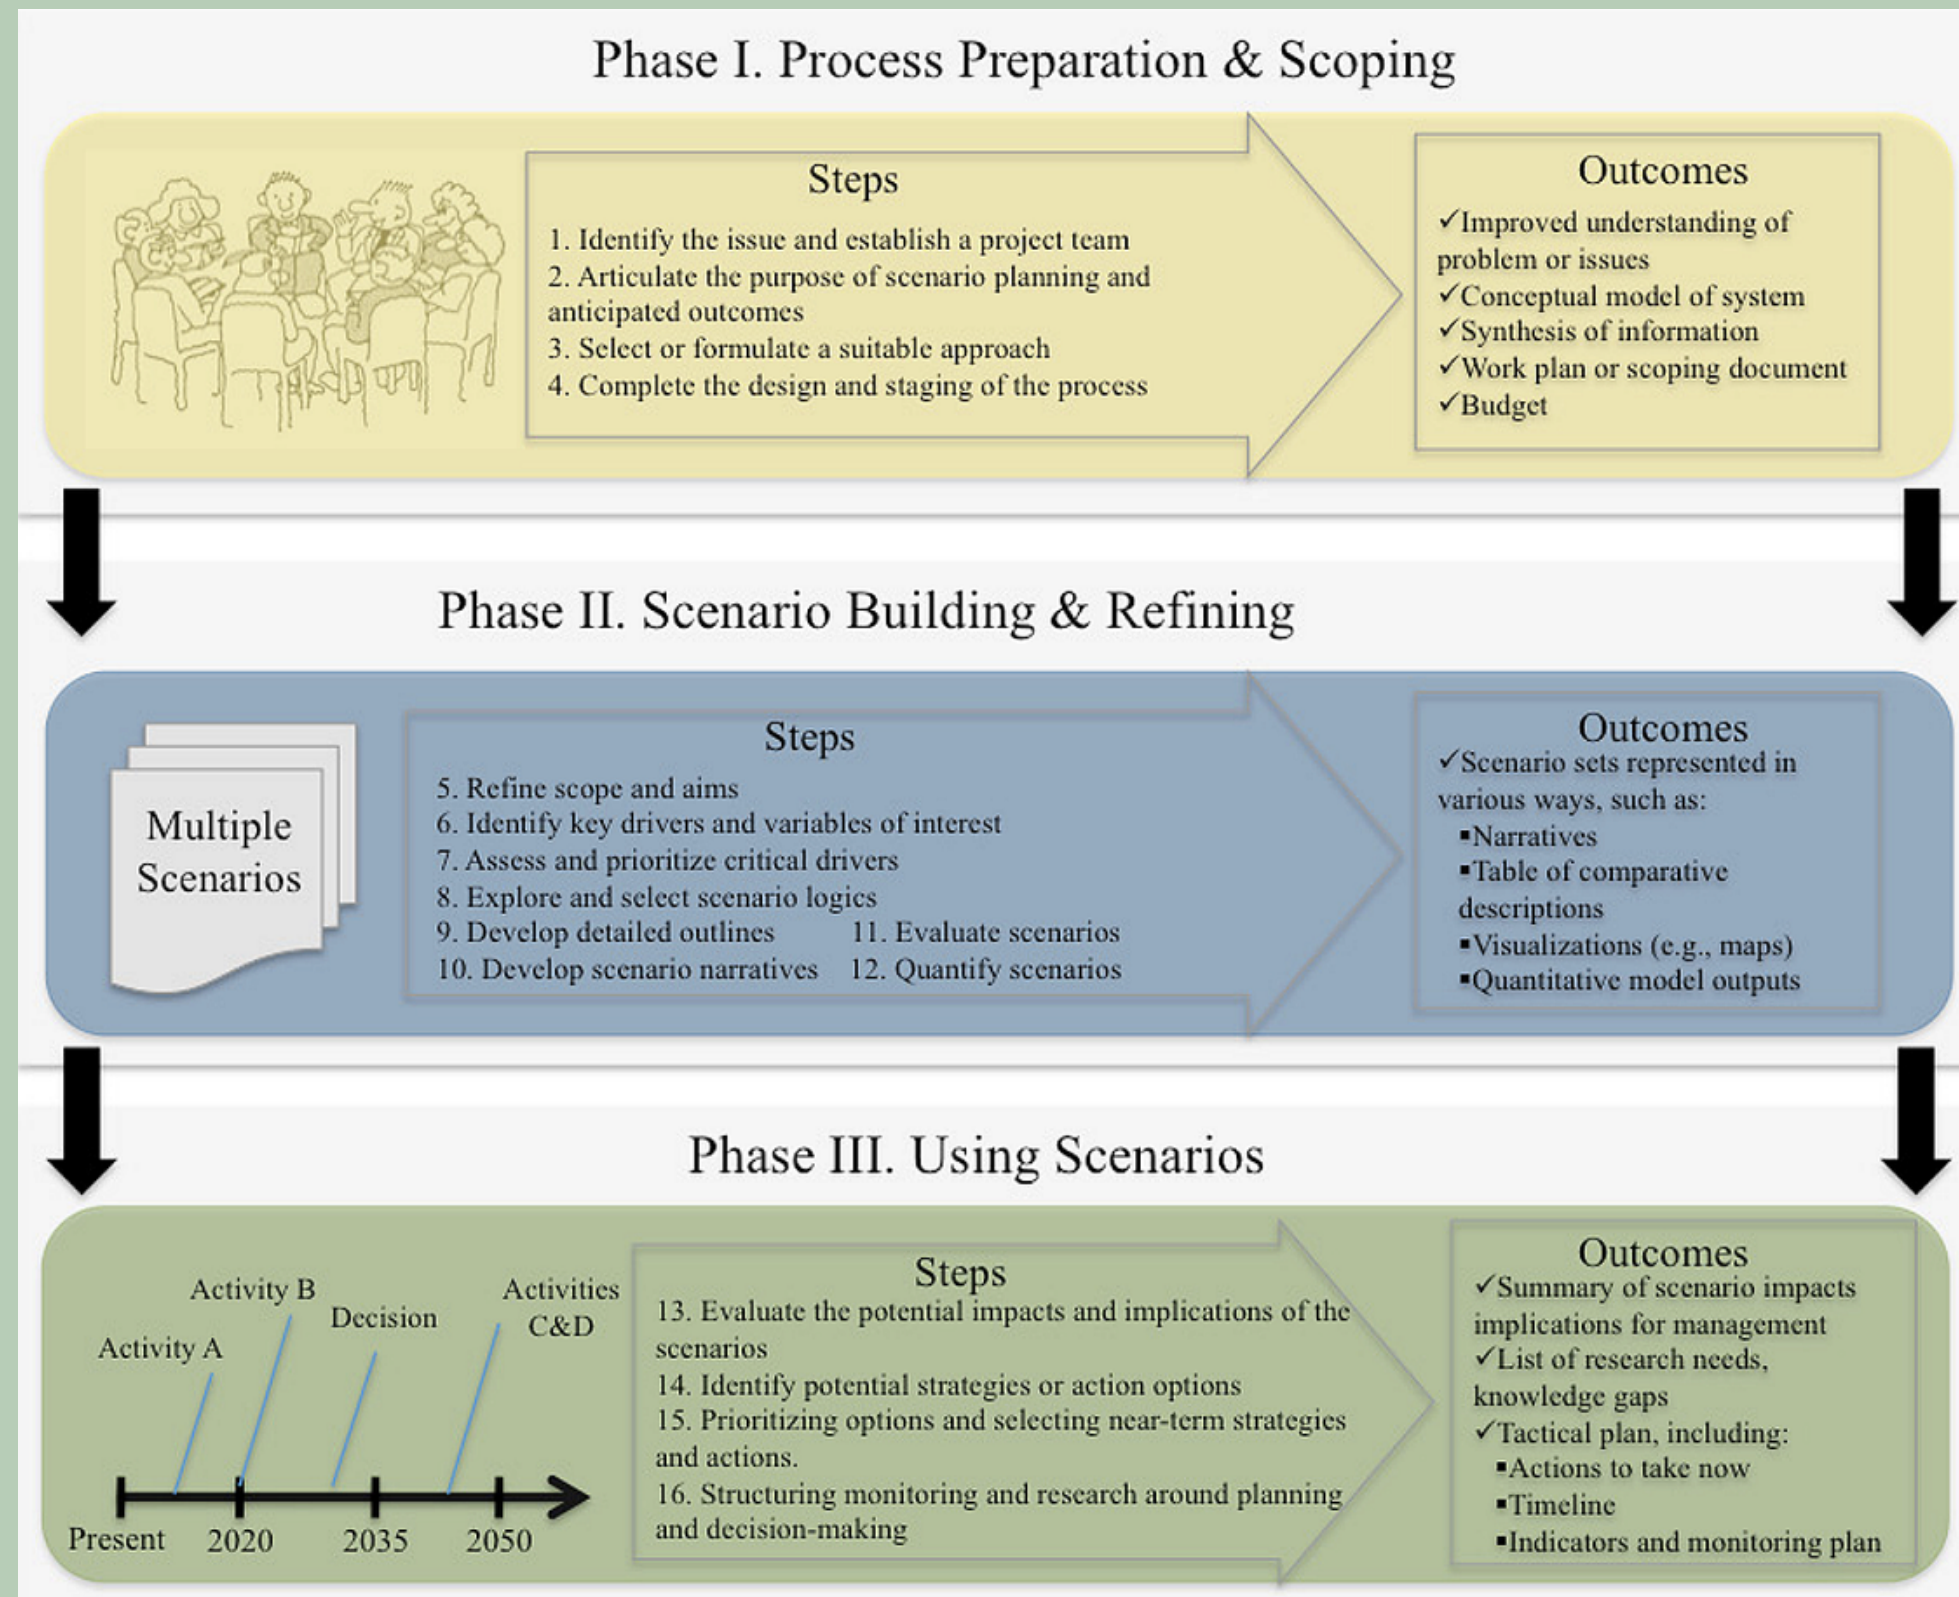 Phase I. Process Preparation & Scoping
Steps
1. Identify the issue and establish a project team
2. Articulate the purpose of scenario planning and
anticipated outcomes
3. Select or formulate a suitable approach
4. Complete the design and staging of the process
Outcomes
✓Improved understanding of
problem or issues
✓Conceptual model of system
✓Synthesis of information
✓Work plan or scoping document
✓Budget
Phase II. Scenario Building & Refining
Multiple
Scenarios
Steps
5. Refine scope and aims
6. Identify key drivers and variables of interest
7. Assess and prioritize critical drivers
8. Explore and select scenario logics
9. Develop detailed outlines
10. Develop scenario narratives
11. Evaluate scenarios
12. Quantify scenarios
Outcomes
✓Scenario sets represented in
various ways, such as:
▪Narratives
▪Table of comparative
descriptions
▪Visualizations (e.g., maps)
▪Quantitative model outputs
Phase III. Using Scenarios
Activity A
Activity B
Decision
Activities
C&D
Present
2020
2035
2050
Steps
13. Evaluate the potential impacts and implications of the
scenarios
14. Identify potential strategies or action options
15. Prioritizing options and selecting near-term strategies
and actions.
16. Structuring monitoring and research around planning
and decision-making
Outcomes
✓Summary of scenario impacts
implications for management
✓List of research needs,
knowledge gaps
✓Tactical plan, including:
▪Actions to take now
▪Timeline
▪Indicators and monitoring plan